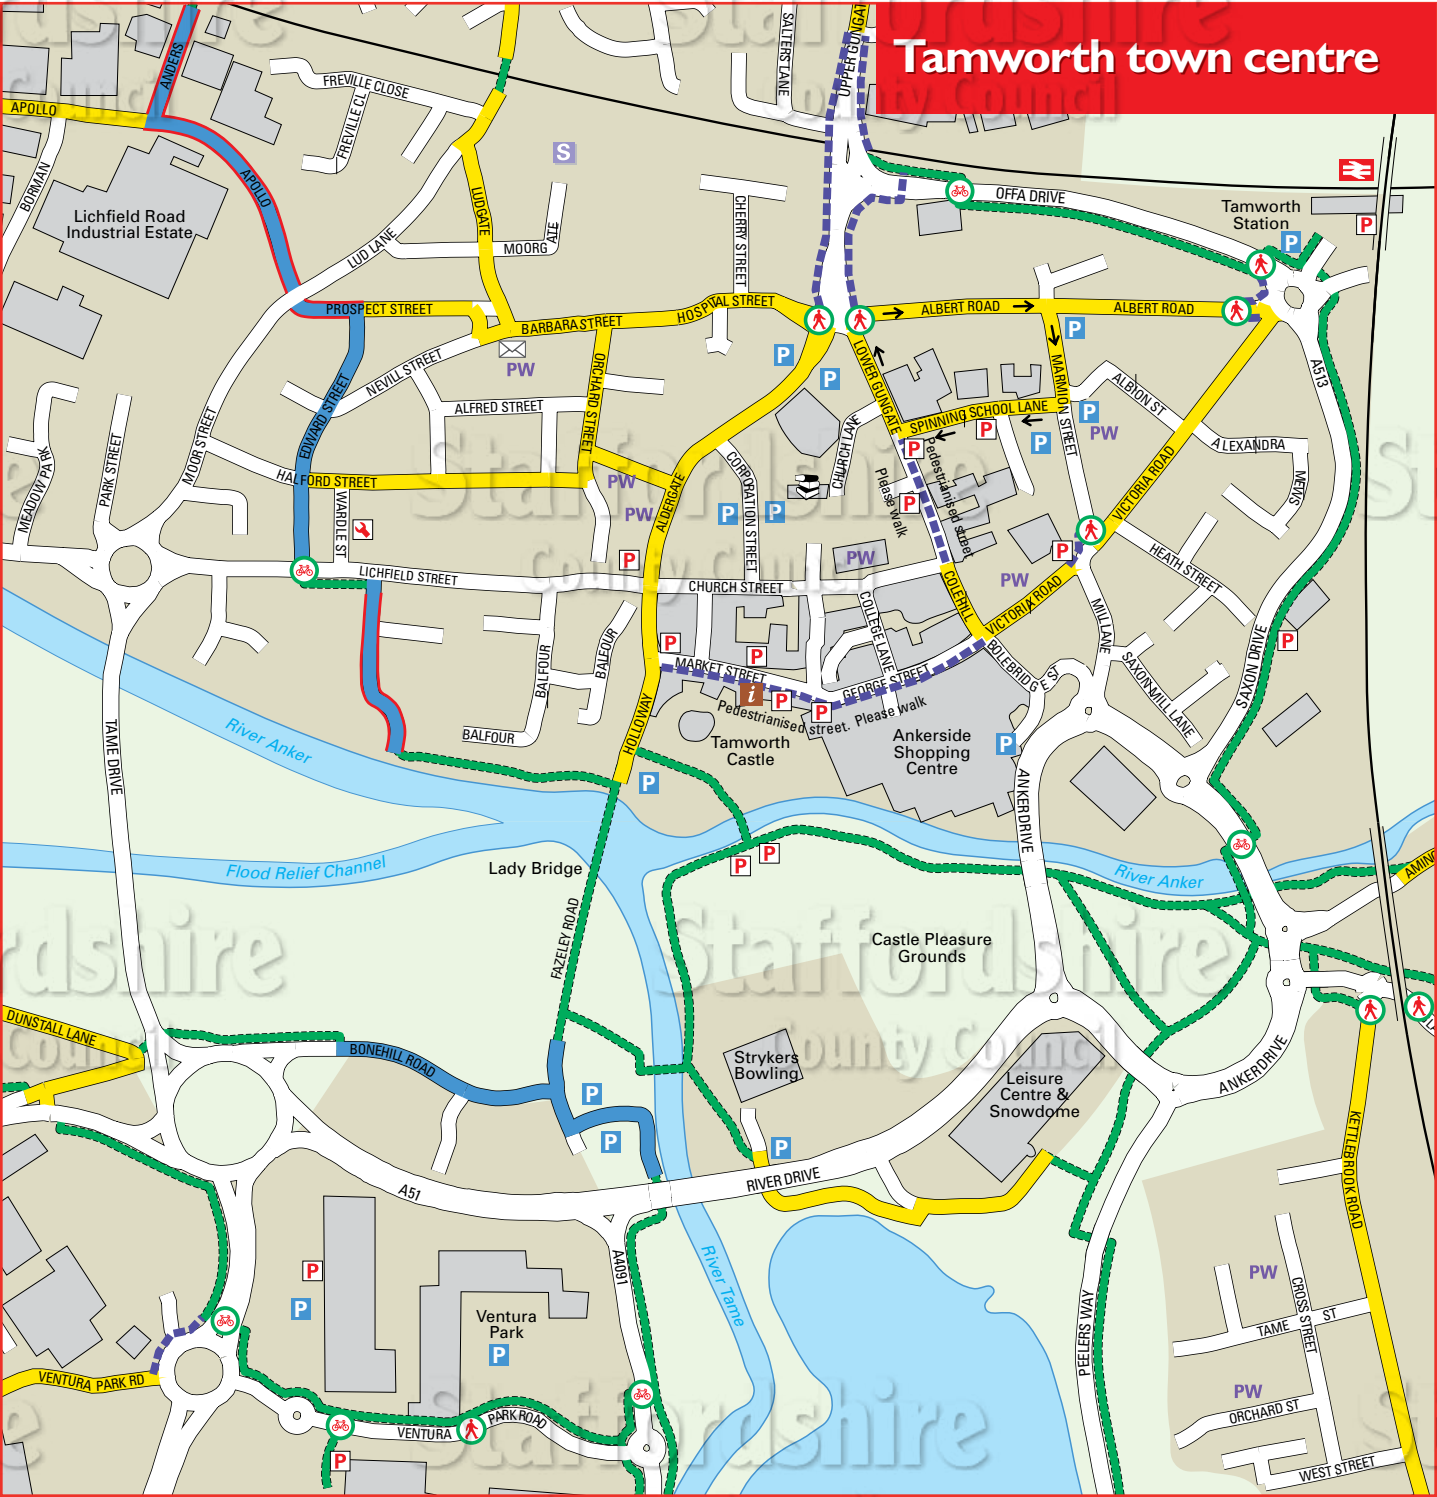 Tamworth town centre
Staffordshire
County Council
ANDERS
APOLLO
APOLLO
BORMAN
Lichfield Road
Industrial Estate
FREVILLE CLOSE
FREVILLE CL
LUDGATE
LUD LANE
MOORG
ATE
S
SALTERS LANE
UPPER GUNGATE
CHERRY STREET
OFFA DRIVE
Tamworth
Station
P
P
PROSPECT STREET
BARBARA STREET
HOSPITAL STREET
ALBERT ROAD
ALBERT ROAD
A513
NEVILL STREET
PW
ORCHARD STREET
ALFRED STREET
EDWARD STREET
MOOR STREET
PARK STREET
MEADOW PARK
HALFORD STREET
WARDLE ST
LICHFIELD STREET
PW
PW
ALDERGATE
CORPORATION STREET
CHURCH LANE
LOWER GUNGATE
SPINNING SCHOOL LANE
MARMION STREET
ALBION ST
ALEXANDRA
MEWS
PW
VICTORIA ROAD
Pedestrianised street
Please walk
HEATH STREET
PW
PW
COLEHILL
VICTORIA ROAD
MILL LANE
SAXON MILL LANE
SAXON DRIVE
CHURCH STREET
COLLEGE LANE
MARKET STREET
GEORGE STREET
BOLEBRIDGE ST
Pedestrianised street. Please walk
i
Tamworth
Castle
Ankerside
Shopping
Centre
BALFOUR
BALFOUR
BALFOUR
HOLLOWAY
TAME DRIVE
River Anker
Flood Relief Channel
Lady Bridge
FAZELEY ROAD
ANKER DRIVE
River Anker
AMING
Castle Pleasure
Grounds
DUNSTALL LANE
BONEHILL ROAD
Strykers
Bowling
Leisure
Centre &
Snowdome
ANKER DRIVE
KETTLEBROOK ROAD
A51
RIVER DRIVE
A4091
River Tame
PEELERS WAY
Ventura
Park
P
VENTURA PARK RD
VENTURA
PARK ROAD
PW
CROSS STREET
TAME
ST
PW
ORCHARD ST
WEST STREET